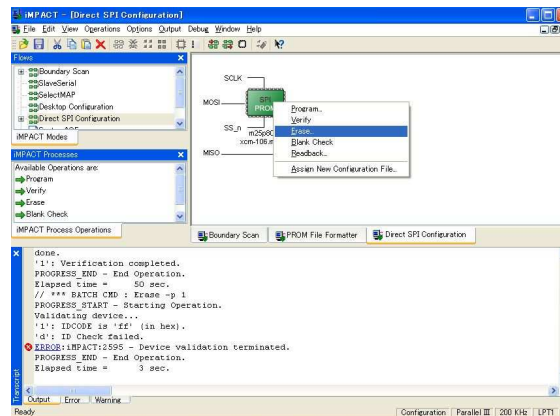 iMPACT - [Direct SPI Configuration]
File Edit View Operations Options Output Debug Window Help
Flows
Boundary Scan
SlaveSerial
SelectMAP
Desktop Configuration
Direct SPI Configuration
iMPACT Modes
iMPACT Processes
Available Operations are:
Program
Verify
Erase
Blank Check
iMPACT Process Operations
SCLK
MOSI
SPI
PROM
SS_n
m25p80
xcm-106.m
MISO
Program...
Verify
Erase...
Blank Check
Readback...
Assign New Configuration File...
Boundary Scan
PROM File Formatter
Direct SPI Configuration
done.
'1': Verification completed.
PROGRESS_END - End Operation.
Elapsed time = 50 sec.
// *** BATCH CMD : Erase -p 1
PROGRESS_START - Starting Operation.
Validating device...
'1': IDCODE is 'ff' (in hex).
'd': ID Check failed.
ERROR:iMPACT:2595 - Device validation terminated.
PROGRESS_END - End Operation.
Elapsed time = 3 sec.
Transcript
Output Error Warning
Ready
Configuration Parallel III 200 KHz LPT1